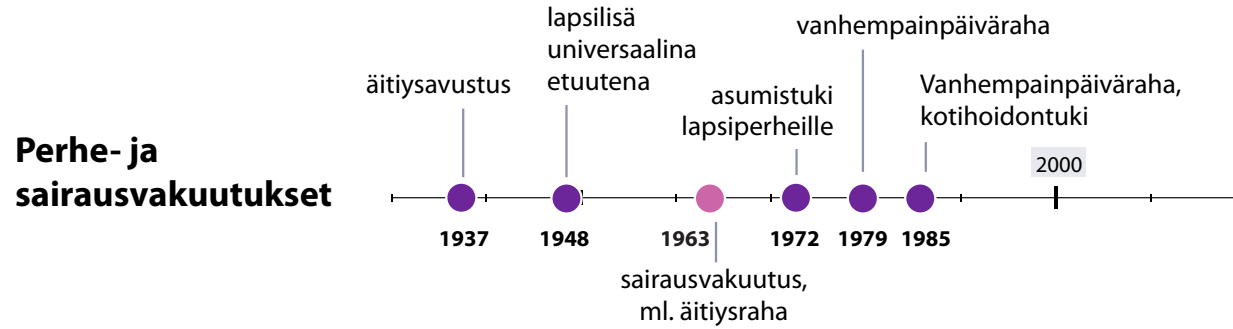 Perhe- ja
sairausvakuutukset
äitiysavustus
1937
lapsilisä
universaalina
etuutena
1948
1963
sairausvakuutus,
ml. äitiysraha
asumistuki
lapsiperheille
1972
vanhempainpäiväraha
1979
Vanhempainpäiväraha,
kotihoidontuki
1985
2000